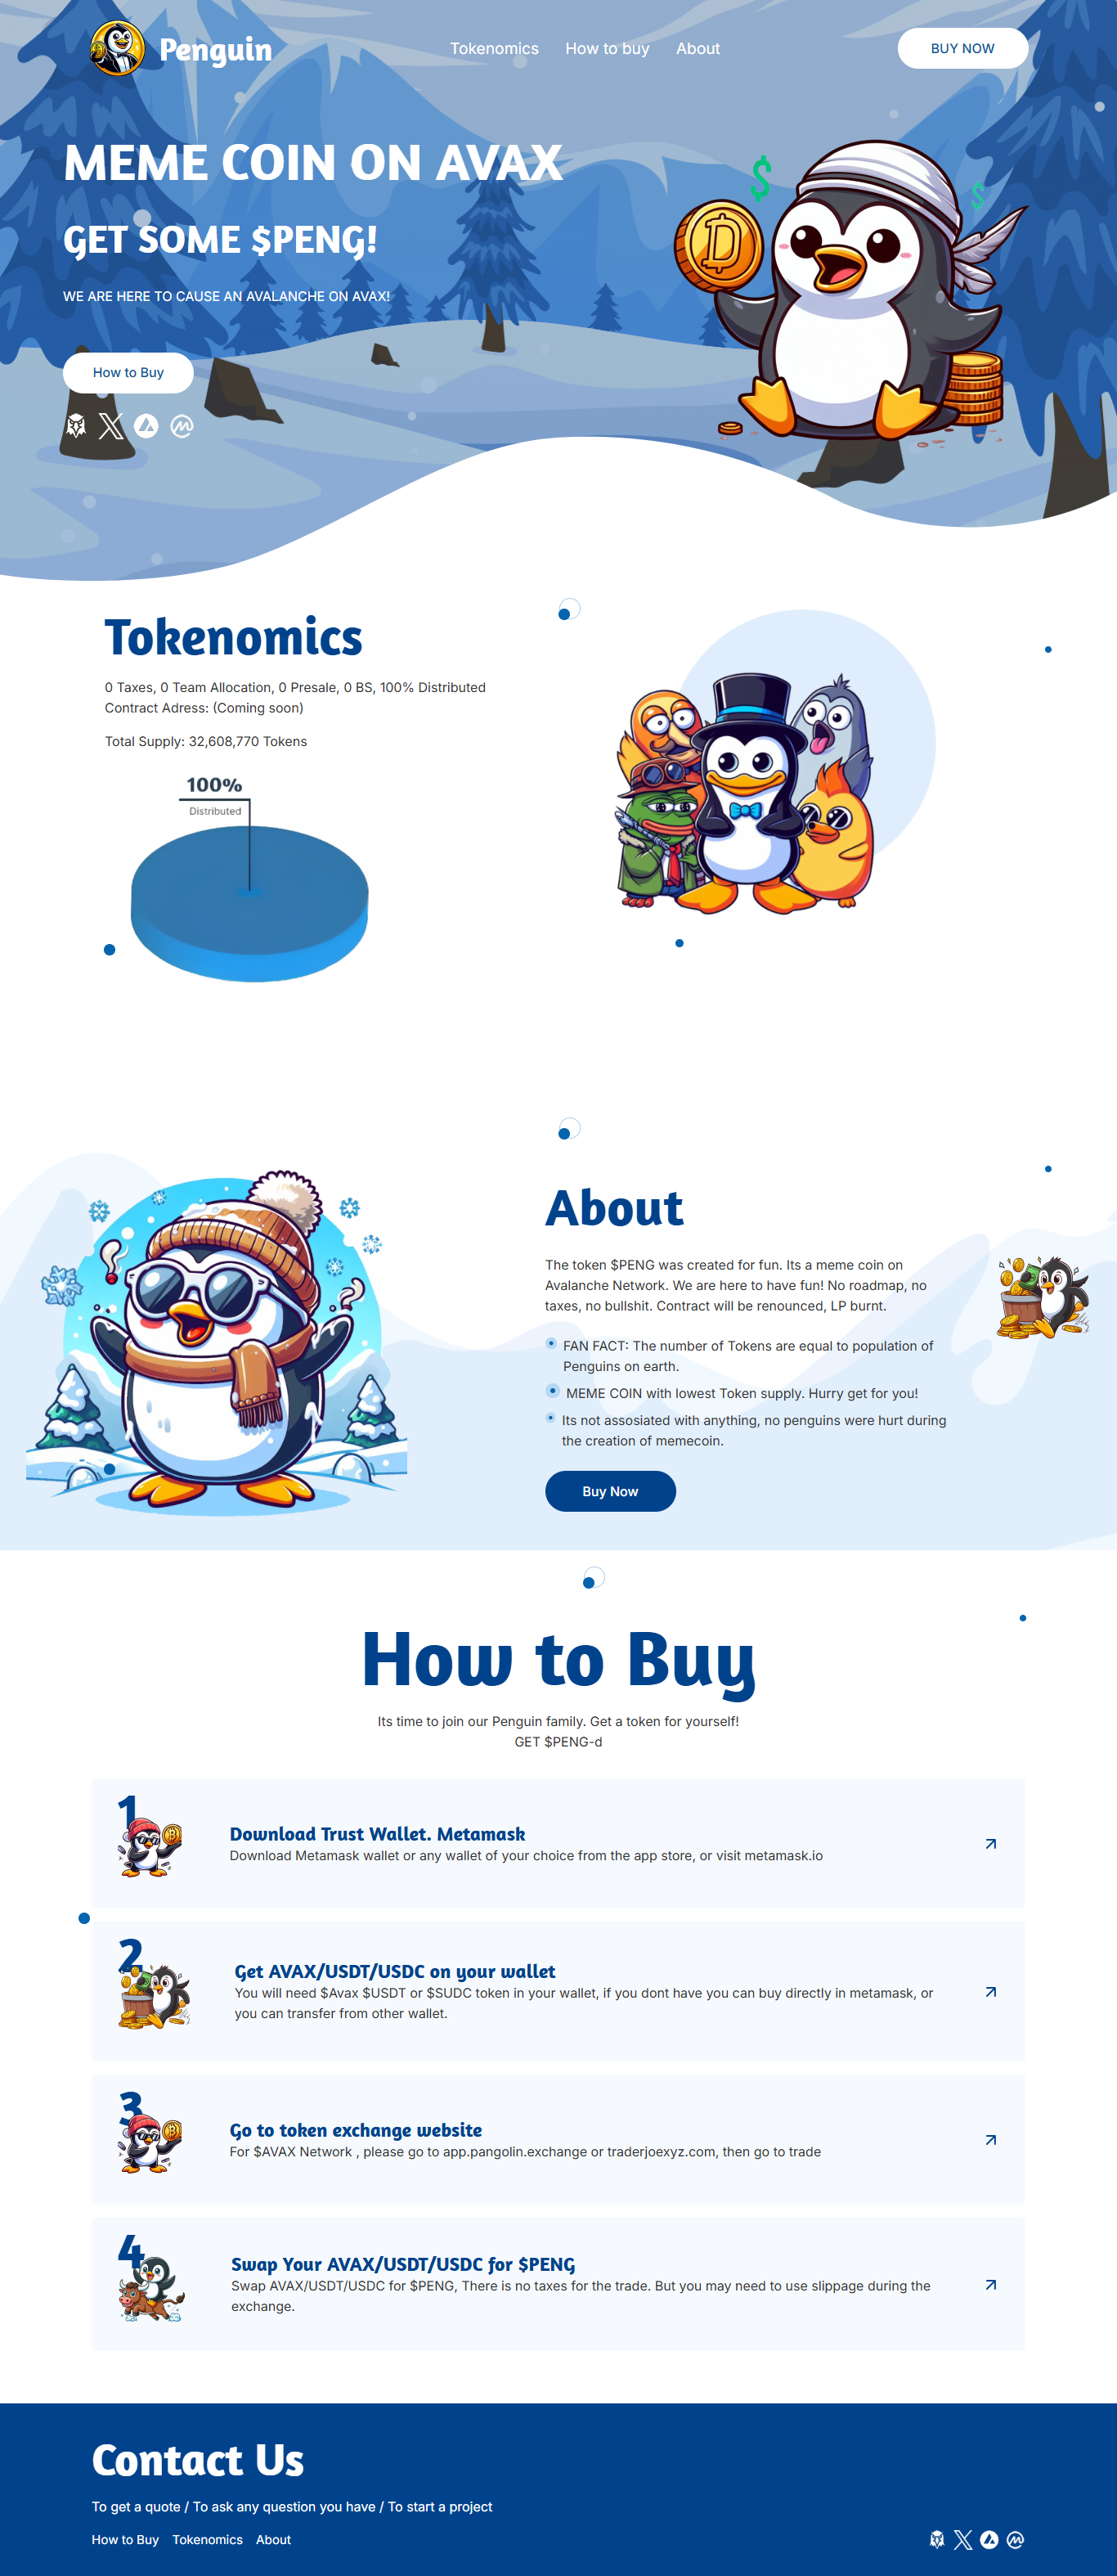 Penguin
Tokenomics
How to buy
About
BUY NOW
MEME COIN ON AVAX
GET SOME $PENG!
WE ARE HERE TO CAUSE AN AVALANCHE ON AVAX!
How to Buy
Tokenomics
0 Taxes, 0 Team Allocation, 0 Presale, 0 BS, 100% Distributed
Contract Adress: (Coming soon)
Total Supply: 32,608,770 Tokens
100%
Distributed
About
The token $PENG was created for fun. Its a meme coin on
Avalanche Network. We are here to have fun! No roadmap, no
taxes, no bullshit. Contract will be renounced, LP burnt.
FAN FACT: The number of Tokens are equal to population of
Penguins on earth.
MEME COIN with lowest Token supply. Hurry get for you!
Its not assosiated with anything, no penguins were hurt during
the creation of memecoin.
Buy Now
How to Buy
Its time to join our Penguin family. Get a token for yourself!
GET $PENG-d
1
Download Trust Wallet. Metamask
Download Metamask wallet or any wallet of your choice from the app store, or visit metamask.io
2
Get AVAX/USDT/USDC on your wallet
You will need $Avax $USDT or $SUDC token in your wallet, if you dont have you can buy directly in metamask, or
you can transfer from other wallet.
3
Go to token exchange website
For $AVAX Network , please go to app.pangolin.exchange or traderjoexyz.com, then go to trade
4
Swap Your AVAX/USDT/USDC for $PENG
Swap AVAX/USDT/USDC for $PENG, There is no taxes for the trade. But you may need to use slippage during the
exchange.
Contact Us
To get a quote / To ask any question you have / To start a project
How to Buy
Tokenomics
About